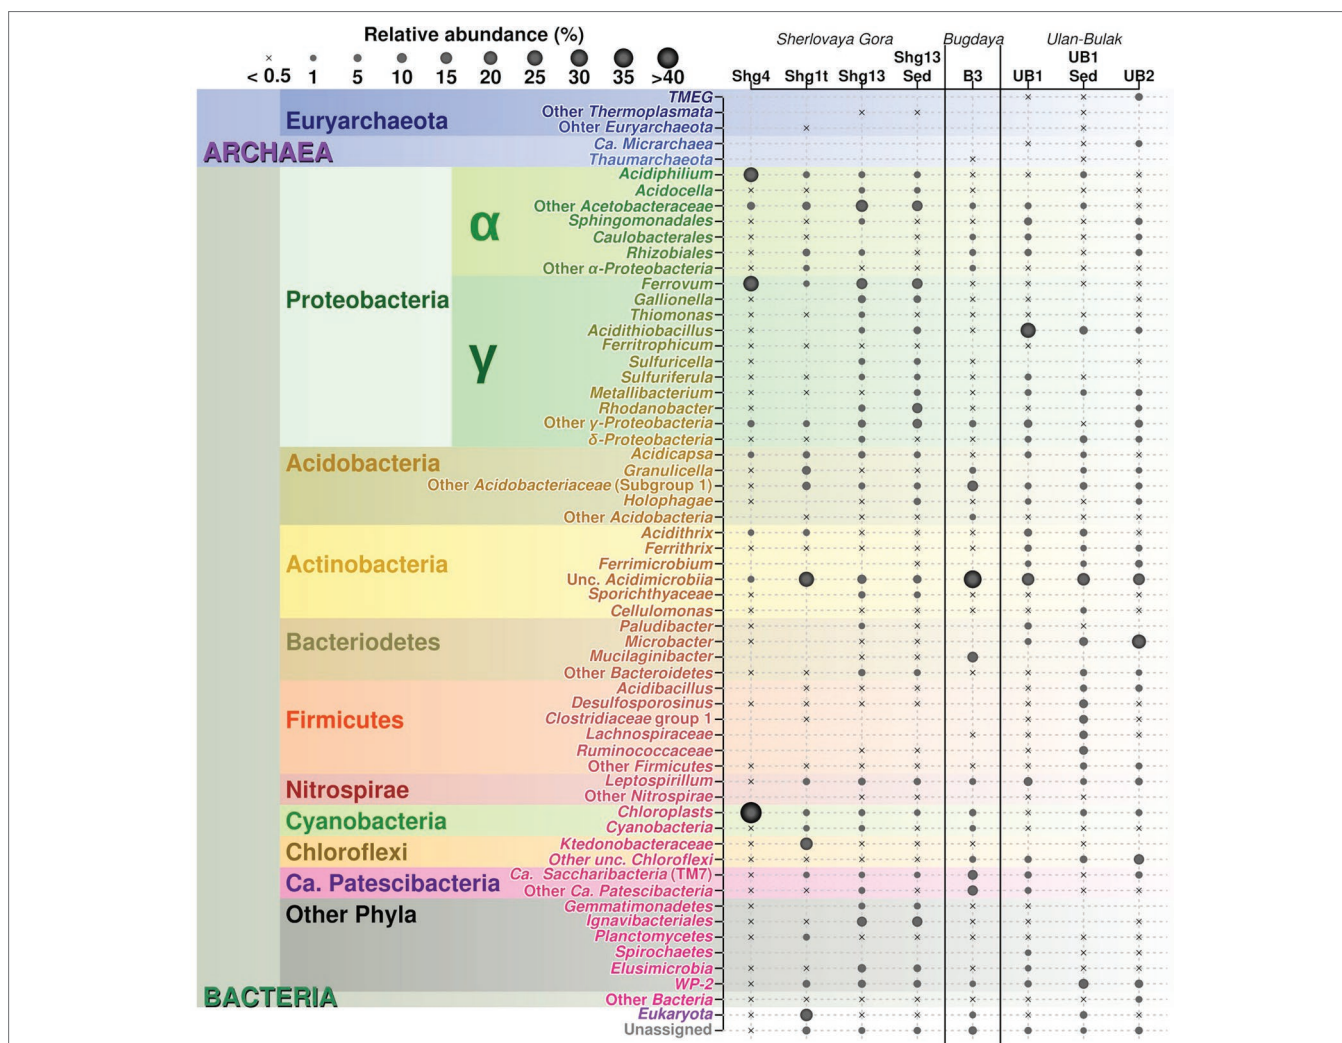 Relative abundance (%)
< 0.5 1 5 10 15 20 25 30 35 >40
Sherlovaya Gora Bugdaya Ulan-Bulak
Shg4 Shg1t Shg13 Shg13 Sed B3 UB1 UB1 Sed UB2
ARCHAEA
Euryarchaeota
TMEG
Other Thermoplasmata
Ohter Euryarchaeota
Ca. Micrarchaea
Thaumarchaeota
BACTERIA
Proteobacteria
α
Acidiphilium
Acidocella
Other Acetobacteraceae
Sphingomonadales
Caulobacterales
Rhizobiales
Other α-Proteobacteria
γ
Ferrovum
Gallionella
Thiomonas
Acidithiobacillus
Ferritrophicum
Sulfuricella
Sulfuriferula
Metallibacterium
Rhodanobacter
Other γ-Proteobacteria
δ-Proteobacteria
Acidobacteria
Acidicapsa
Granulicella
Other Acidobacteriaceae (Subgroup 1)
Holophagae
Other Acidobacteria
Actinobacteria
Acidithrix
Ferrithrix
Ferrimicrobium
Unc. Acidimicrobiia
Sporichthyaceae
Cellulomonas
Bacteriodetes
Paludibacter
Microbacter
Mucilaginibacter
Other Bacteroidetes
Firmicutes
Acidibacillus
Desulfosporosinus
Clostridiaceae group 1
Lachnospiraceae
Ruminococcaceae
Other Firmicutes
Nitrospirae
Leptospirillum
Other Nitrospirae
Cyanobacteria
Chloroplasts
Cyanobacteria
Chloroflexi
Ktedonobacteraceae
Other unc. Chloroflexi
Ca. Patescibacteria
Ca. Saccharibacteria (TM7)
Other Ca. Patescibacteria
Other Phyla
Gemmatimonadetes
Ignavibacteriales
Planctomycetes
Spirochaetes
Elusimicrobia
WP-2
Other Bacteria
Eukaryota
Unassigned